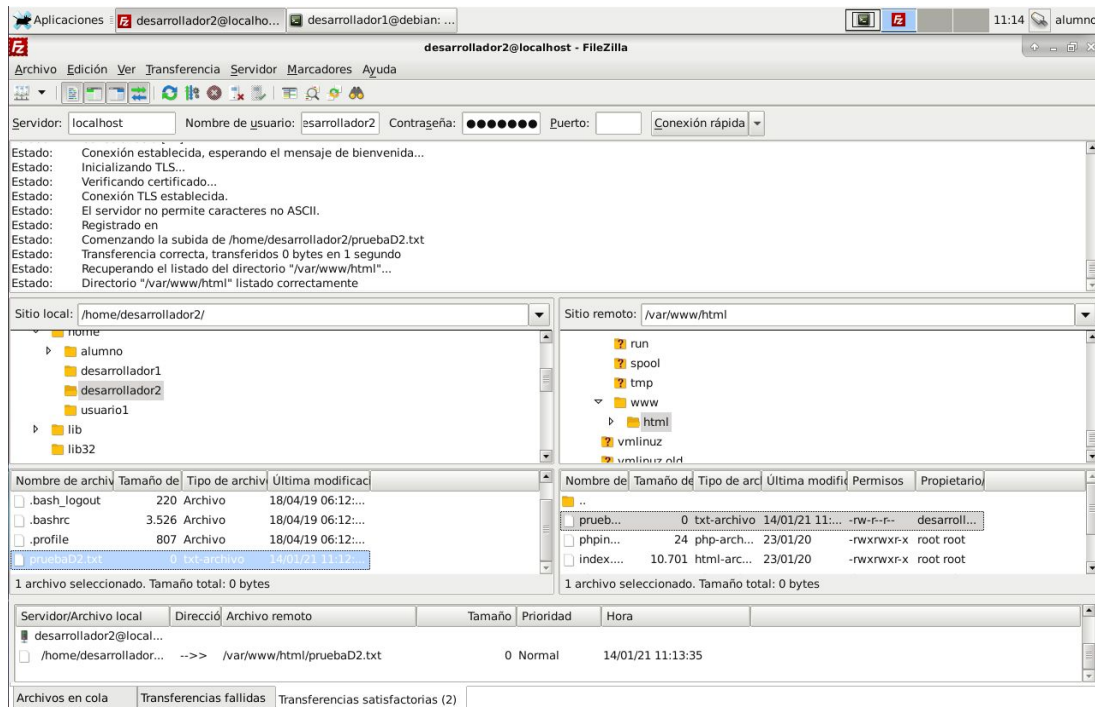 Aplicaciones desarrollador2@localho... desarrollador1@debian: ... 11:14 alumno
desarrollador2@localhost - FileZilla
Archivo Edición Ver Transferencia Servidor Marcadores Ayuda
Servidor: localhost Nombre de usuario: esarrollador2 Contraseña: ●●●●●●● Puerto: Conexión rápida
Estado: Conexión establecida, esperando el mensaje de bienvenida...
Estado: Inicializando TLS...
Estado: Verificando certificado...
Estado: Conexión TLS establecida.
Estado: El servidor no permite caracteres no ASCII.
Estado: Registrado en
Estado: Comenzando la subida de /home/desarrollador2/pruebaD2.txt
Estado: Transferencia correcta, transferidos 0 bytes en 1 segundo
Estado: Recuperando el listado del directorio "/var/www/html"...
Estado: Directorio "/var/www/html" listado correctamente
Sitio local: /home/desarrollador2/
home
alumno
desarrollador1
desarrollador2
usuario1
lib
lib32
Sitio remoto: /var/www/html
run
spool
tmp
www
html
vmlinuz
vmlinuz.old
Nombre de archiv Tamaño de Tipo de archiv Última modificac
.bash_logout 220 Archivo 18/04/19 06:12:...
.bashrc 3.526 Archivo 18/04/19 06:12:...
.profile 807 Archivo 18/04/19 06:12:...
pruebaD2.txt 0 txt-archivo 14/01/21 11:12:...
1 archivo seleccionado. Tamaño total: 0 bytes
Nombre de Tamaño de Tipo de arc Última modific Permisos Propietario/
..
prueb... 0 txt-archivo 14/01/21 11:... -rw-r--r-- desarroll...
phpin... 24 php-arch... 23/01/20 -rwxrwxr-x root root
index.... 10.701 html-arc... 23/01/20 -rwxrwxr-x root root
1 archivo seleccionado. Tamaño total: 0 bytes
Servidor/Archivo local Direcció Archivo remoto Tamaño Prioridad Hora
desarrollador2@local...
/home/desarrollador... -->> /var/www/html/pruebaD2.txt 0 Normal 14/01/21 11:13:35
Archivos en cola Transferencias fallidas Transferencias satisfactorias (2)